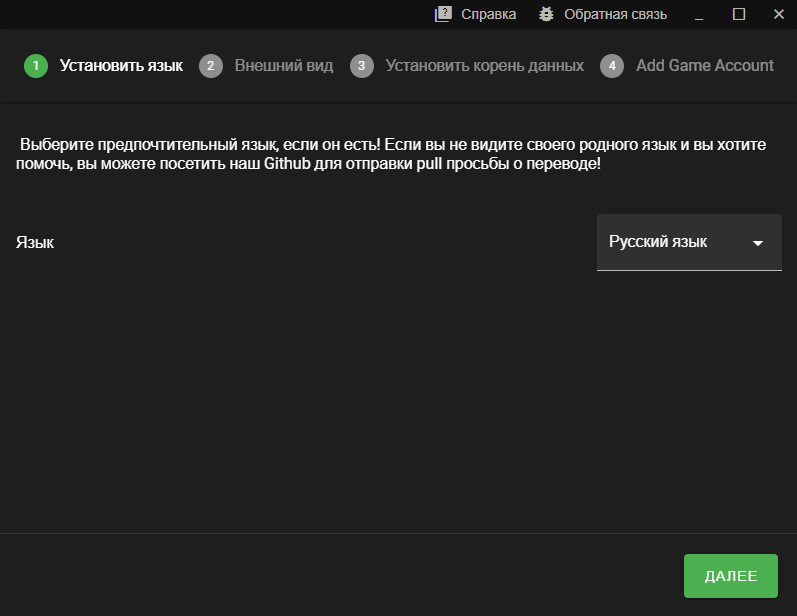 Справка Обратная связь
1 Установить язык 2 Внешний вид 3 Установить корень данных 4 Add Game Account
Выберите предпочтительный язык, если он есть! Если вы не видите своего родного язык и вы хотите
помочь, вы можете посетить наш Github для отправки pull просьбы о переводе!
Язык
Русский язык
ДАЛЕЕ